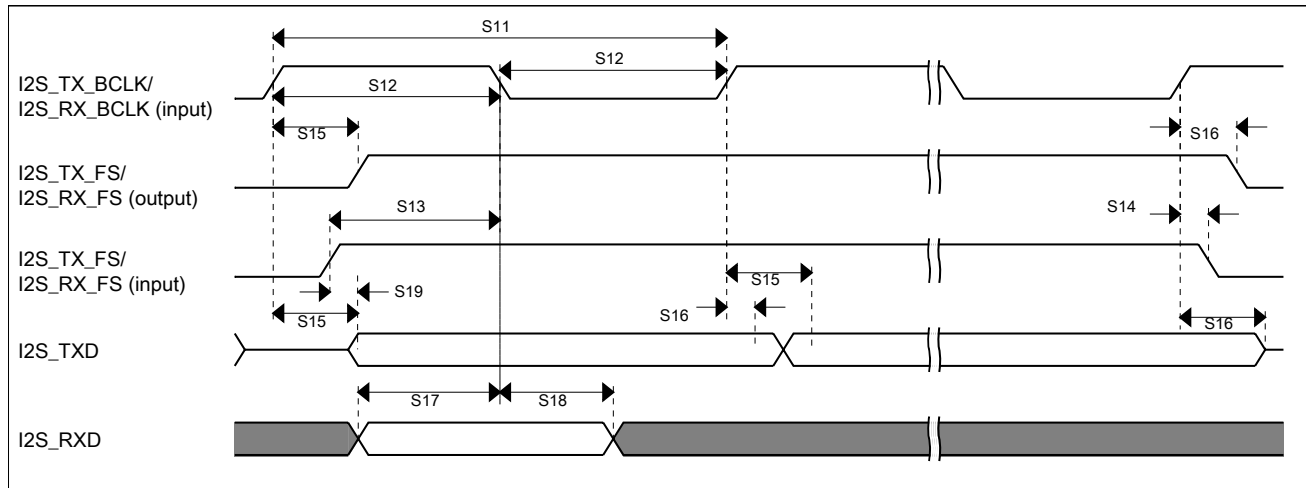 S11
I2S_TX_BCLK/
I2S_RX_BCLK (input)
S12
S12
S15
S16
I2S_TX_FS/
I2S_RX_FS (output)
S13
S14
I2S_TX_FS/
I2S_RX_FS (input)
S15
S19
S15
S16
S16
I2S_TXD
S17
S18
I2S_RXD